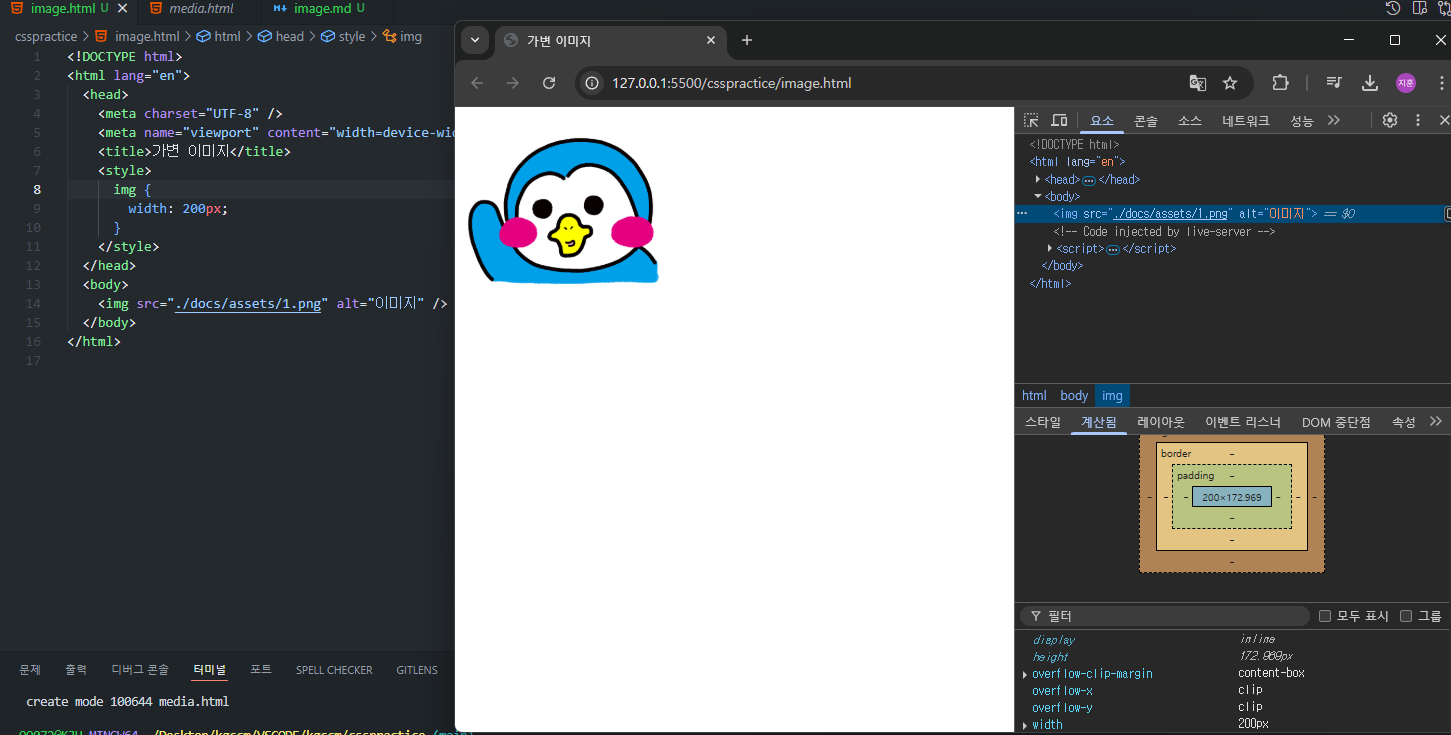 image.html U
media.html
image.md U
csspractice > image.html > html > head > style > img
1 <!DOCTYPE html>
2 <html lang="en">
3 <head>
4 <meta charset="UTF-8" />
5 <meta name="viewport" content="width=device-wid
6 <title>가변 이미지</title>
7 <style>
8 img {
9 width: 200px;
10 }
11 </style>
12 </head>
13 <body>
14 <img src="./docs/assets/1.png" alt="이미지" />
15 </body>
16 </html>
17
문제 출력 디버그 콘솔 터미널 포트 SPELL CHECKER GITLENS
create mode 100644 media.html
가변 이미지
127.0.0.1:5500/csspractice/image.html
지훈
요소 콘솔 소스 네트워크 성능
<!DOCTYPE html>
<html lang="en">
<head> ••• </head>
<body>
••• <img src="./docs/assets/1.png" alt="이미지"> == $0
<!-- Code injected by live-server -->
<script> ••• </script>
</body>
</html>
html body img
스타일 계산됨 레이아웃 이벤트 리스너 DOM 중단점 속성
border -
padding -
- - - 200×172.969 - - -
-
-
-
필터 모두 표시 그룹
display inline
height 172.969px
overflow-clip-margin content-box
overflow-x clip
overflow-y clip
width 200px